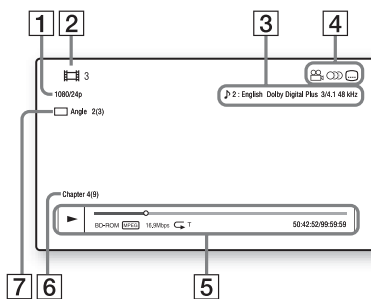 1 2 3 4
3
1080/24p
2 : English Dolby Digital Plus 3/4.1 48 kHz
Angle 2(3)
Chapter 4(9)
BD-ROM MPEG 16,9Mbps T 50:42:52/99:59:59
7 6 5